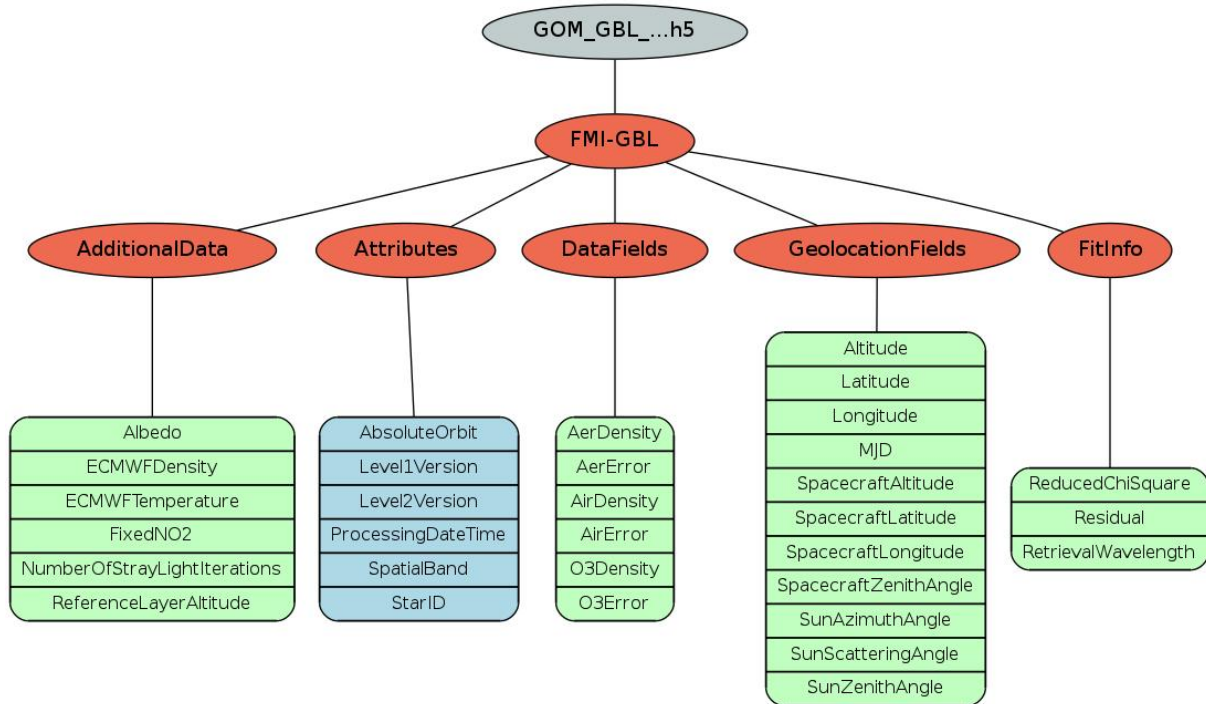 GOM_GBL_...h5
FMI-GBL
AdditionalData
Attributes
DataFields
GeolocationFields
FitInfo
Albedo
ECMWFDensity
ECMWFTemperature
FixedNO2
NumberOfStrayLightIterations
ReferenceLayerAltitude
AbsoluteOrbit
Level1Version
Level2Version
ProcessingDateTime
SpatialBand
StarID
AerDensity
AerError
AirDensity
AirError
O3Density
O3Error
Altitude
Latitude
Longitude
MJD
SpacecraftAltitude
SpacecraftLatitude
SpacecraftLongitude
SpacecraftZenithAngle
SunAzimuthAngle
SunScatteringAngle
SunZenithAngle
ReducedChiSquare
Residual
RetrievalWavelength